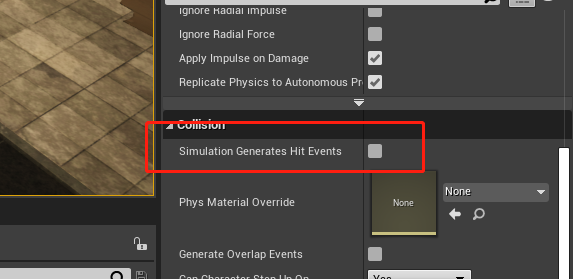 Ignore Radial Impulse
Ignore Radial Force
Apply Impulse on Damage
Replicate Physics to Autonomous Pr
Collision
Simulation Generates Hit Events
Phys Material Override
None
None
Generate Overlap Events
Can Character Step Up On
Yes